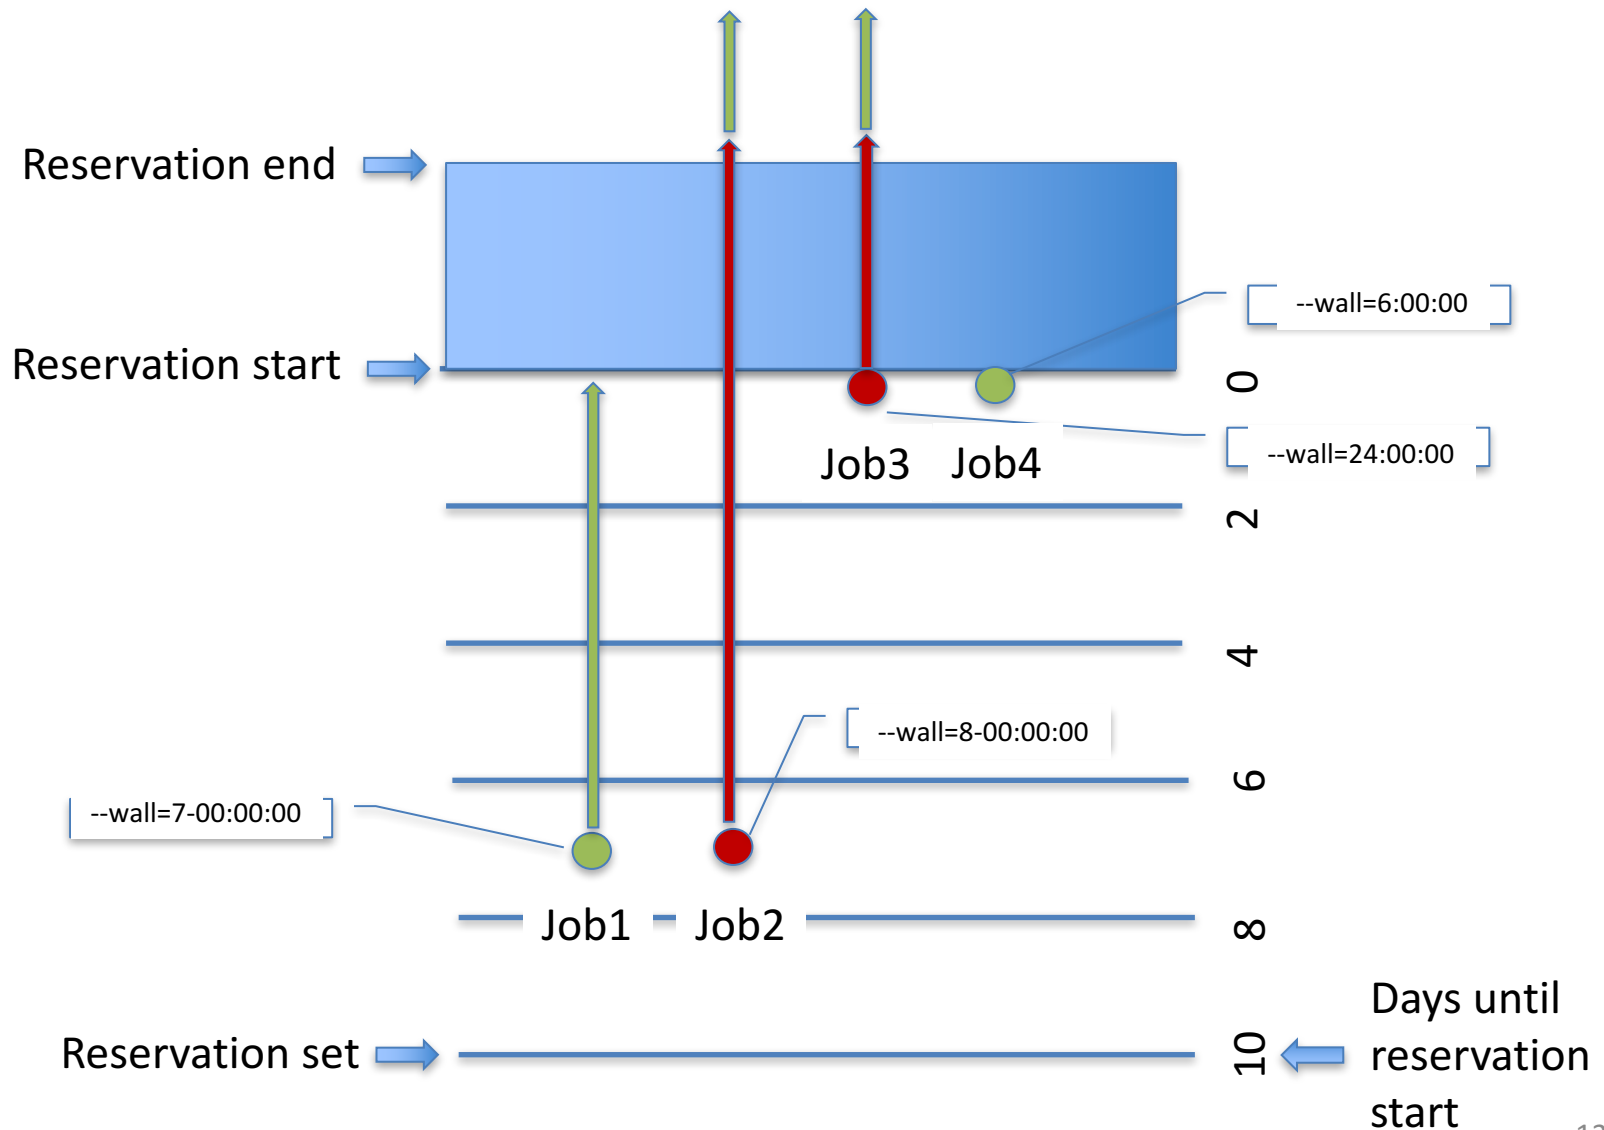 Reservation end
--wall=6:00:00
Reservation start
0
--wall=24:00:00
Job3 Job4
2
4
--wall=8-00:00:00
6
--wall=7-00:00:00
Job1 Job2
8
Days until
reservation
start
Reservation set
10